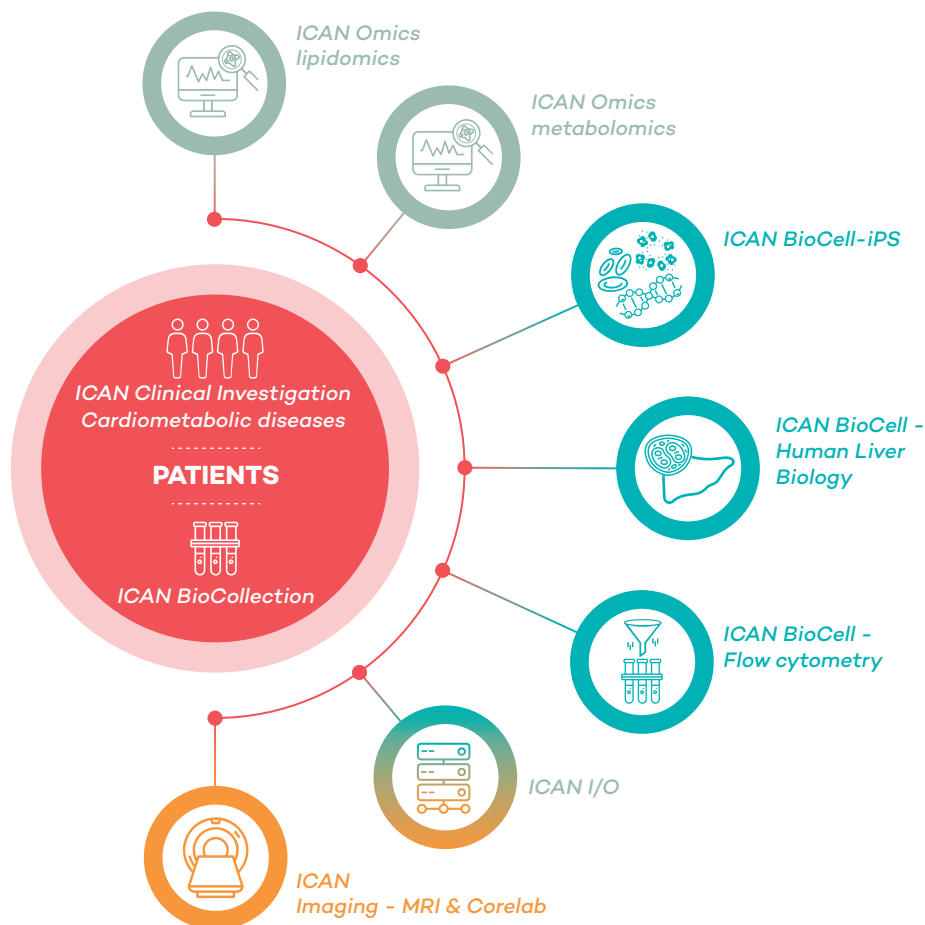 ICAN Omics
lipidomics
ICAN Omics
metabolomics
ICAN BioCell-iPS
ICAN Clinical Investigation
Cardiometabolic diseases
PATIENTS
ICAN BioCollection
ICAN BioCell -
Human Liver
Biology
ICAN BioCell -
Flow cytometry
ICAN I/O
ICAN
Imaging - MRI & Corelab